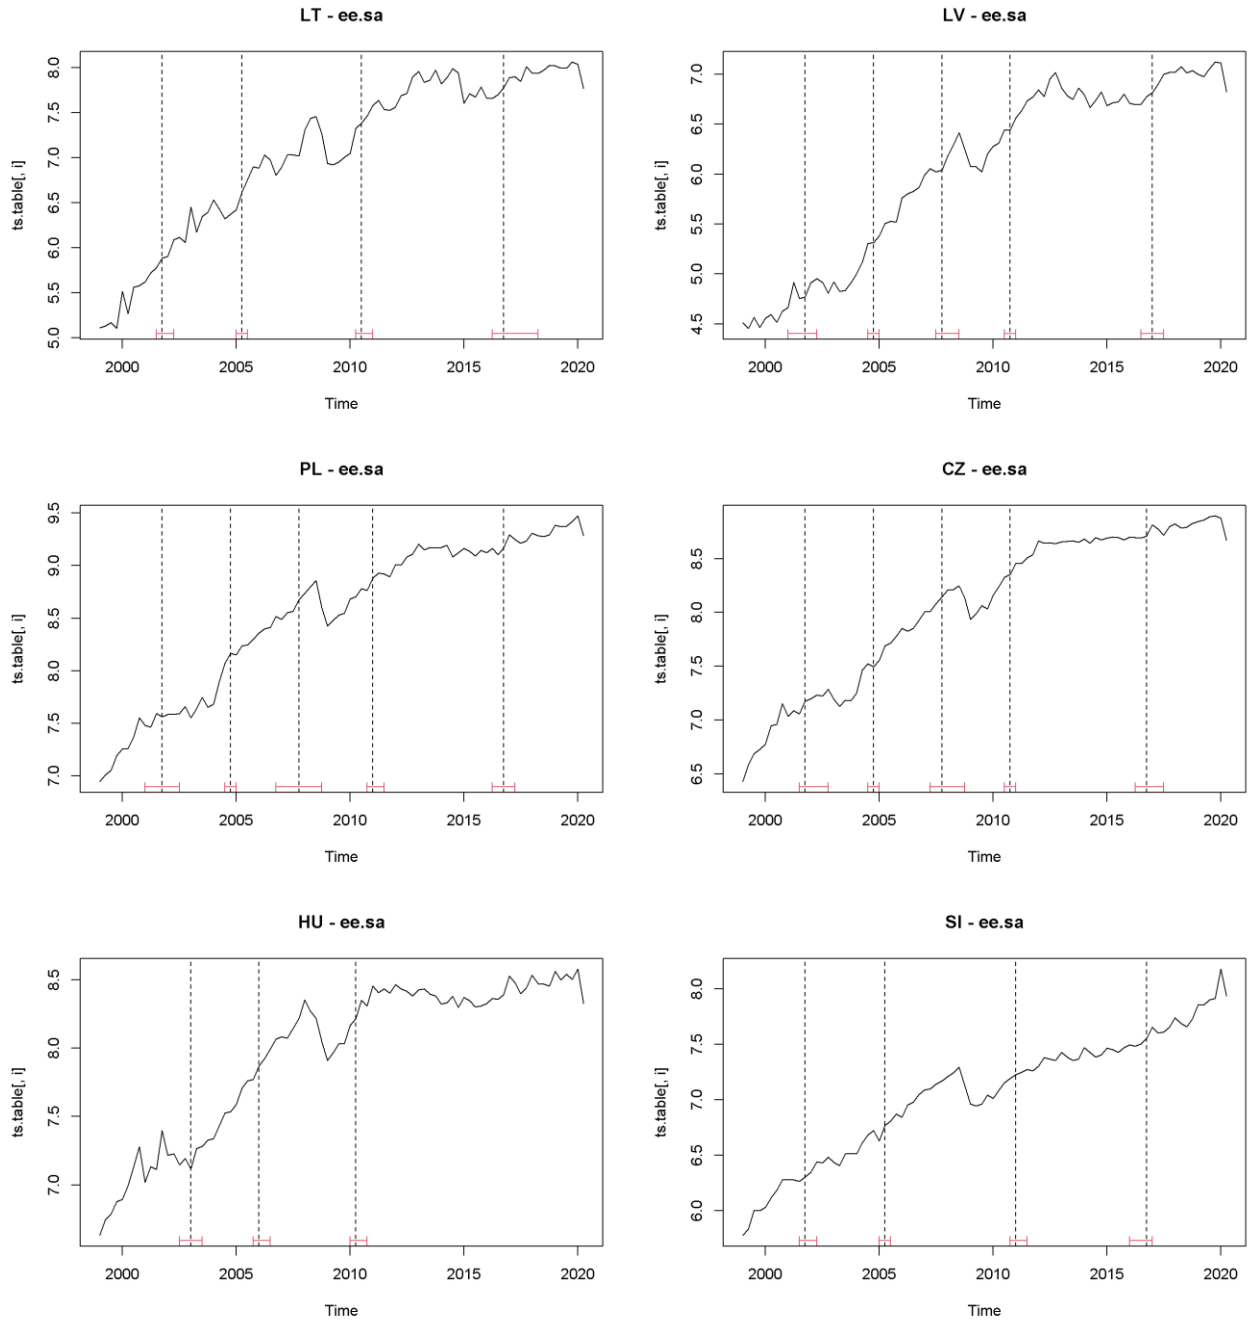 LT - ee.sa
ts.table[, i]
8.0
7.5
7.0
6.5
6.0
5.5
5.0
2000 2005 2010 2015 2020
Time
LV - ee.sa
ts.table[, i]
7.0
6.5
6.0
5.5
5.0
4.5
2000 2005 2010 2015 2020
Time
PL - ee.sa
ts.table[, i]
9.5
9.0
8.5
8.0
7.5
7.0
2000 2005 2010 2015 2020
Time
CZ - ee.sa
ts.table[, i]
8.5
8.0
7.5
7.0
6.5
2000 2005 2010 2015 2020
Time
HU - ee.sa
ts.table[, i]
8.5
8.0
7.5
7.0
2000 2005 2010 2015 2020
Time
SI - ee.sa
ts.table[, i]
8.0
7.5
7.0
6.5
6.0
2000 2005 2010 2015 2020
Time